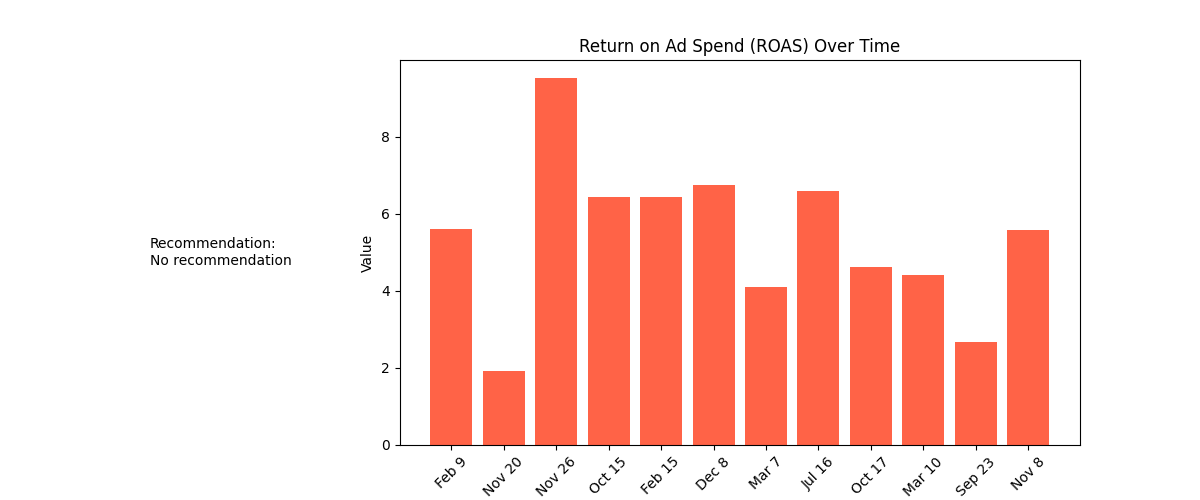 Return on Ad Spend (ROAS) Over Time
Recommendation:
No recommendation
Value
8
6
4
2
0
Feb 9
Nov 20
Nov 26
Oct 15
Feb 15
Dec 8
Mar 7
Jul 16
Oct 17
Mar 10
Sep 23
Nov 8